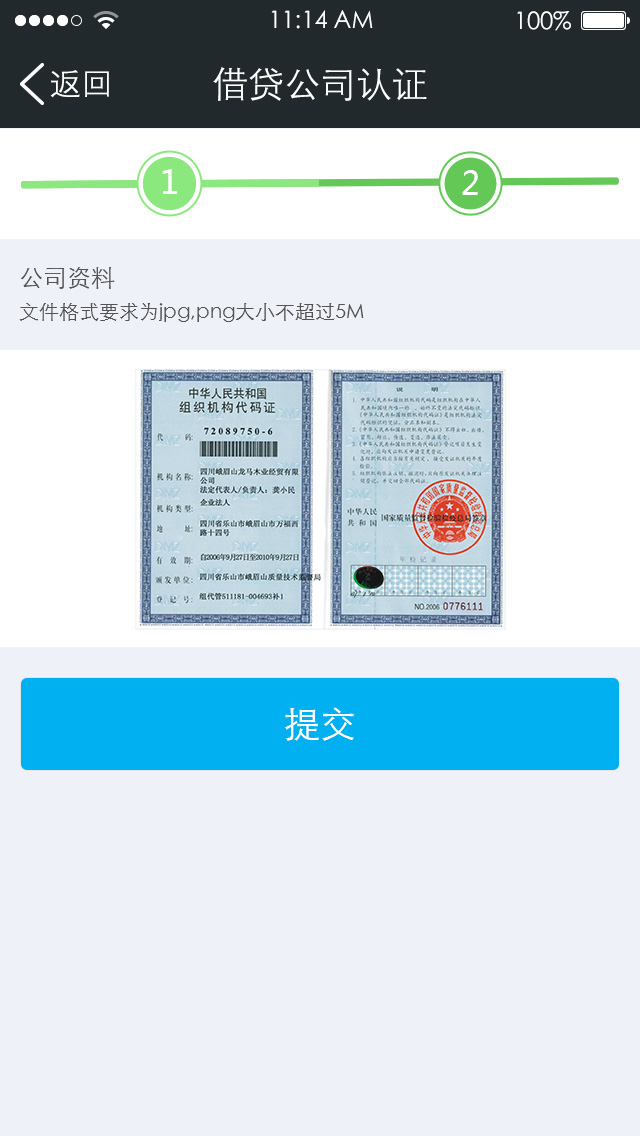 11:14 AM
100%
返回
借贷公司认证
1
2
公司资料
文件格式要求为jpg,png大小不超过5M
中华人民共和国
组织机构代码证
代 码: 72089750-6
机构名称: 四川峨眉山龙马木业经贸有限
公司
法定代表人/负责人: 龚小民
机构类型: 企业法人
地 址: 四川省乐山市峨眉山市万福西
路十四号
有 效 期: 自2006年9月27日至2010年9月27日
颁发单位: 四川省乐山市峨眉山质量技术监督局
登 记 号: 组代管511181-004693补1
说 明
中华人民
共和国 国家质量监督检验检疫总局签章
年检记录
NO.2006 0776111
提交